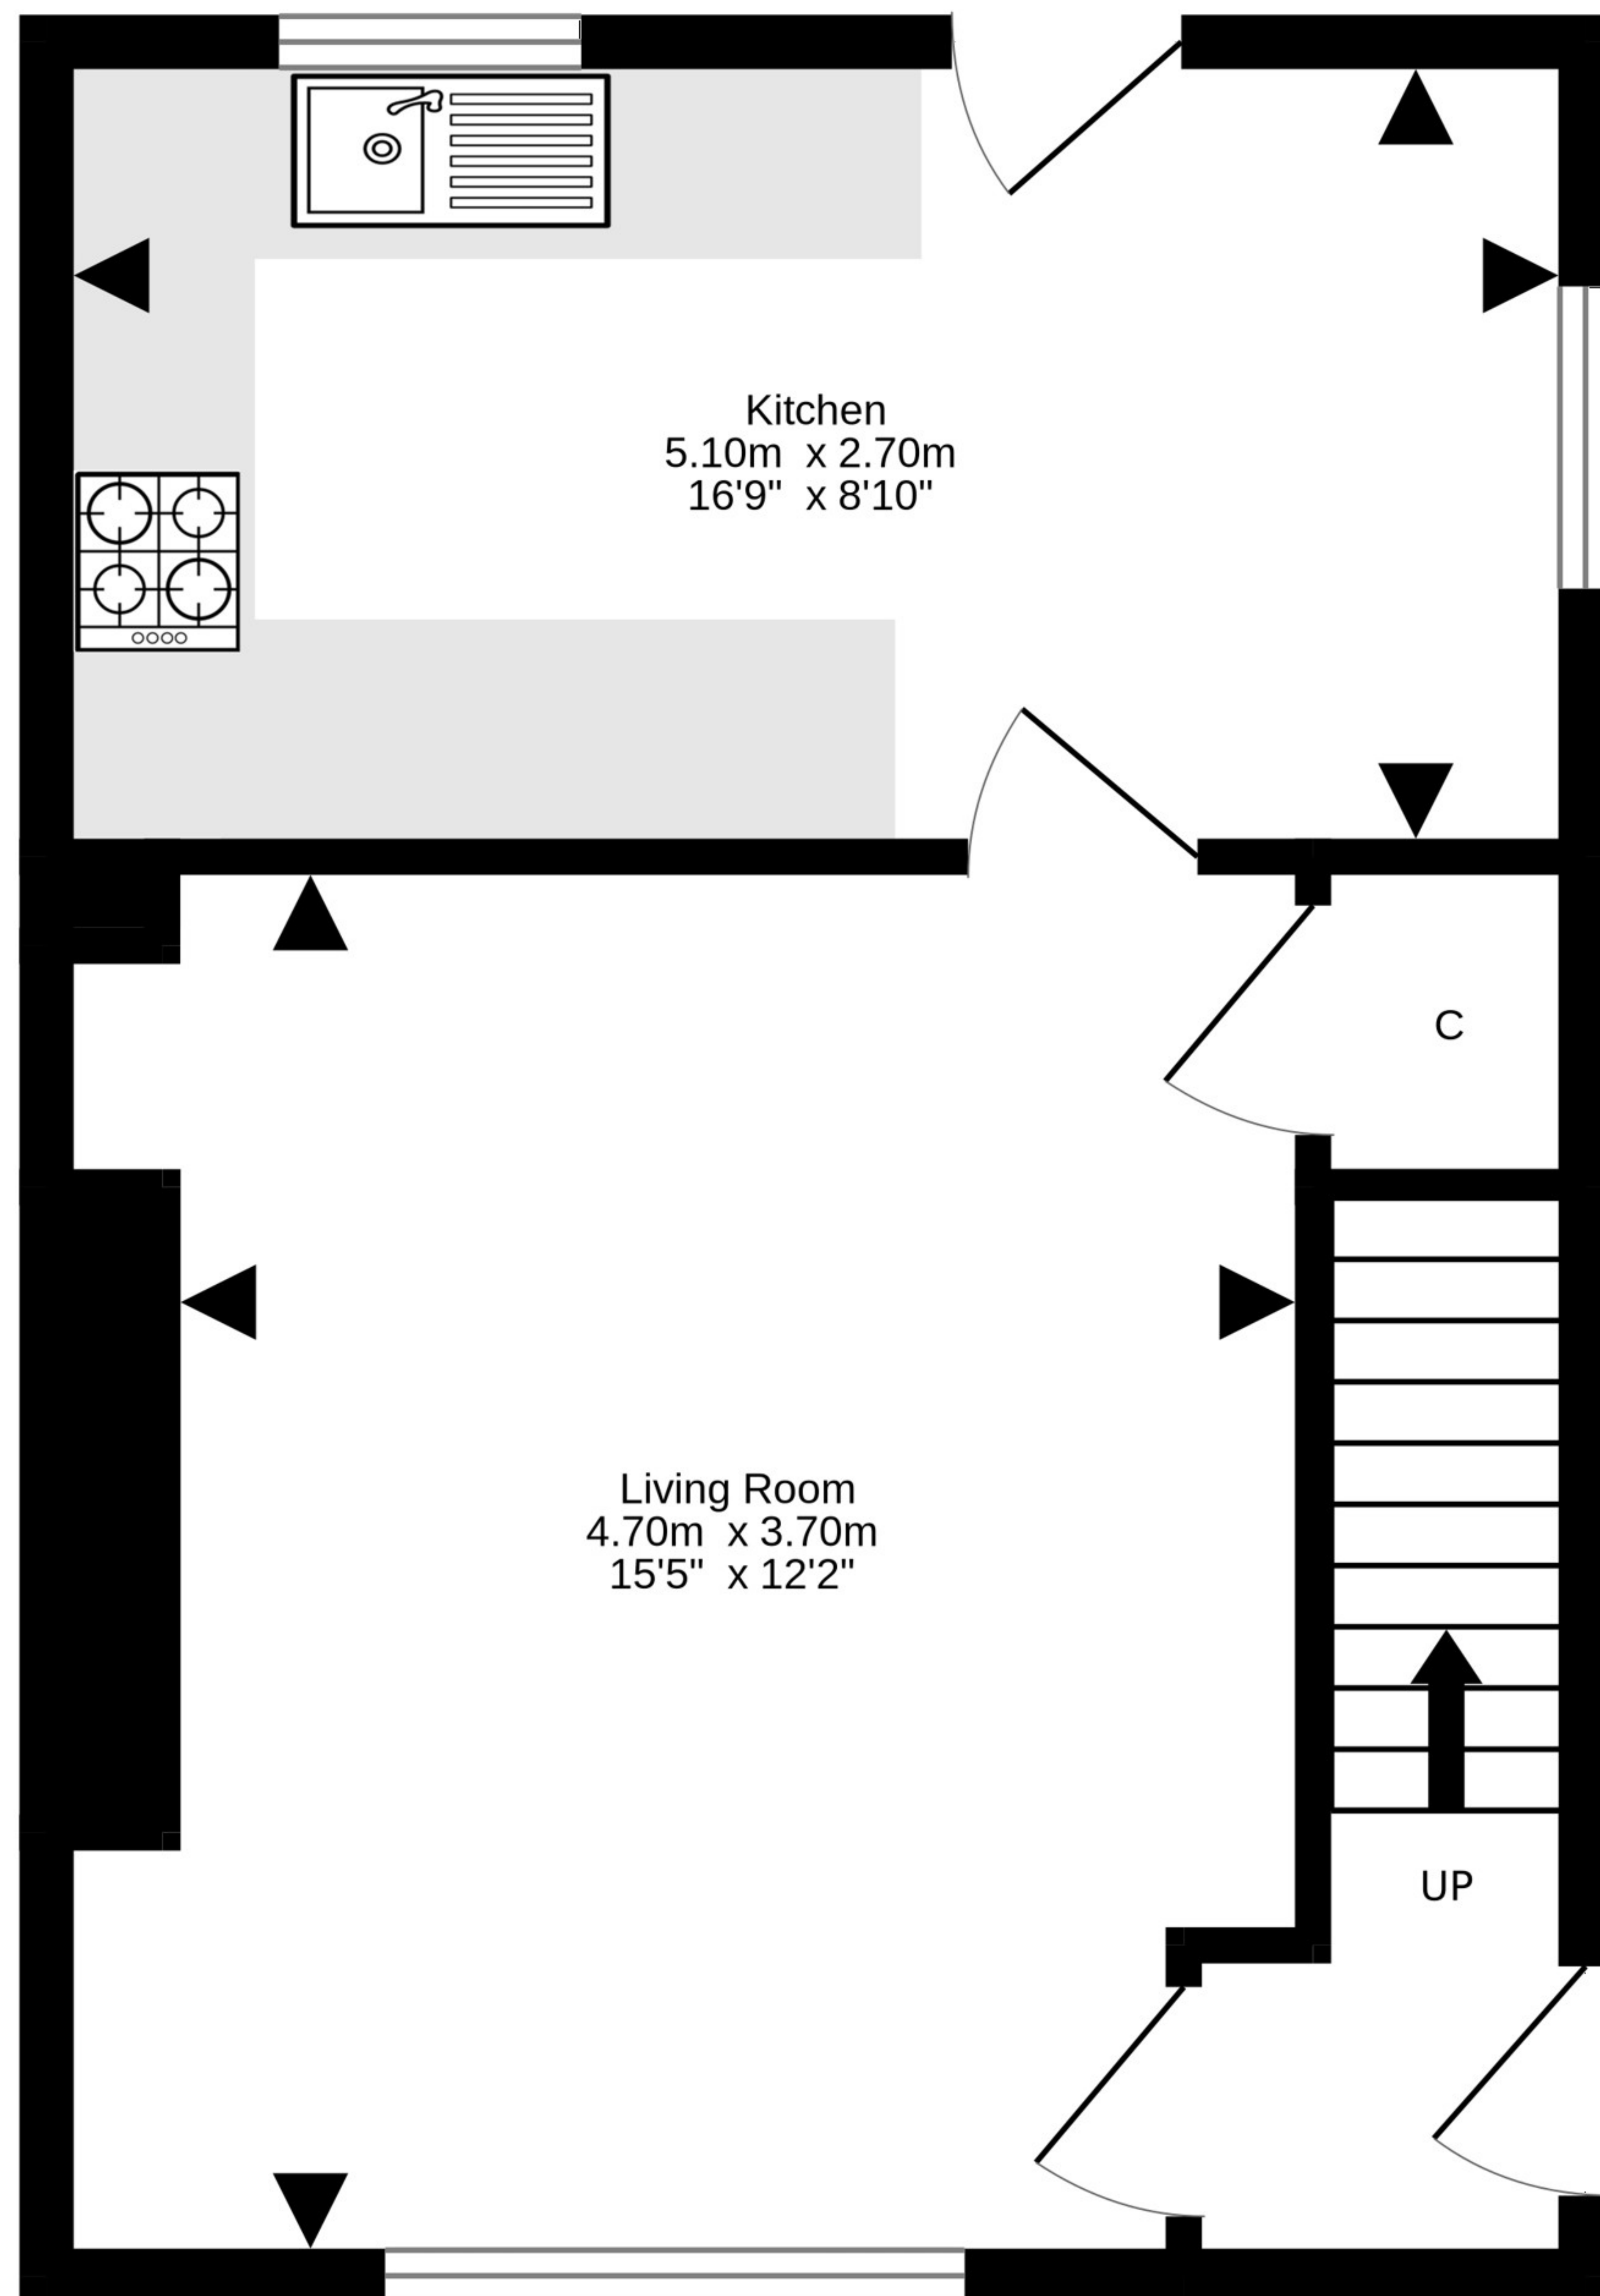 Kitchen
5.10m x 2.70m
16'9" x 8'10"
C
Living Room
4.70m x 3.70m
15'5" x 12'2"
UP